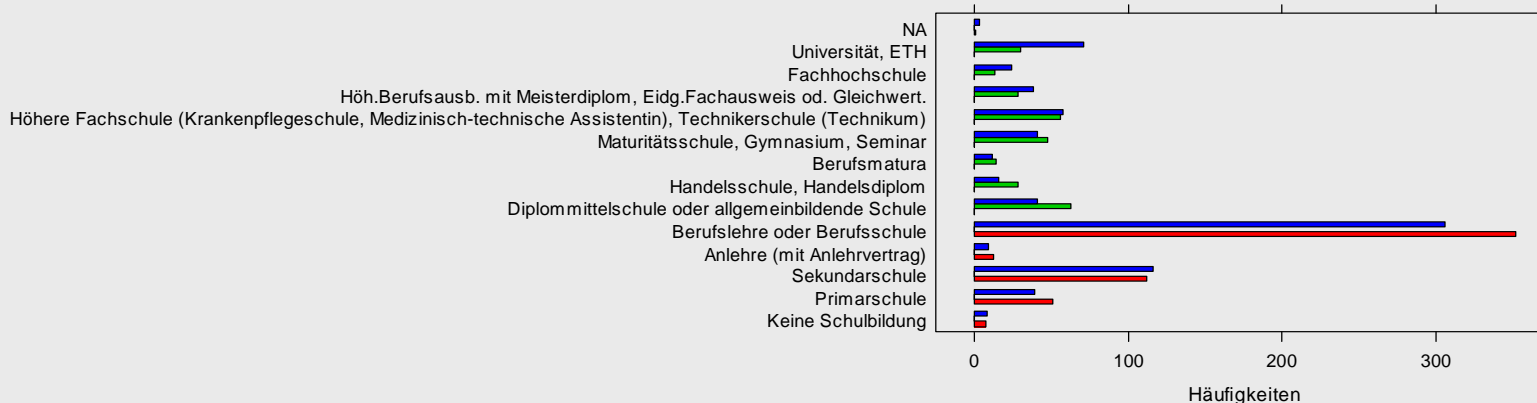 NA
Universität, ETH
Fachhochschule
Höh.Berufsausb. mit Meisterdiplom, Eidg.Fachausweis od. Gleichwert.
Höhere Fachschule (Krankenpflegeschule, Medizinisch-technische Assistentin), Technikerschule (Technikum)
Maturitätsschule, Gymnasium, Seminar
Berufsmatura
Handelsschule, Handelsdiplom
Diplommittelschule oder allgemeinbildende Schule
Berufslehre oder Berufsschule
Anlehre (mit Anlehrvertrag)
Sekundarschule
Primarschule
Keine Schulbildung
0 100 200 300
Häufigkeiten